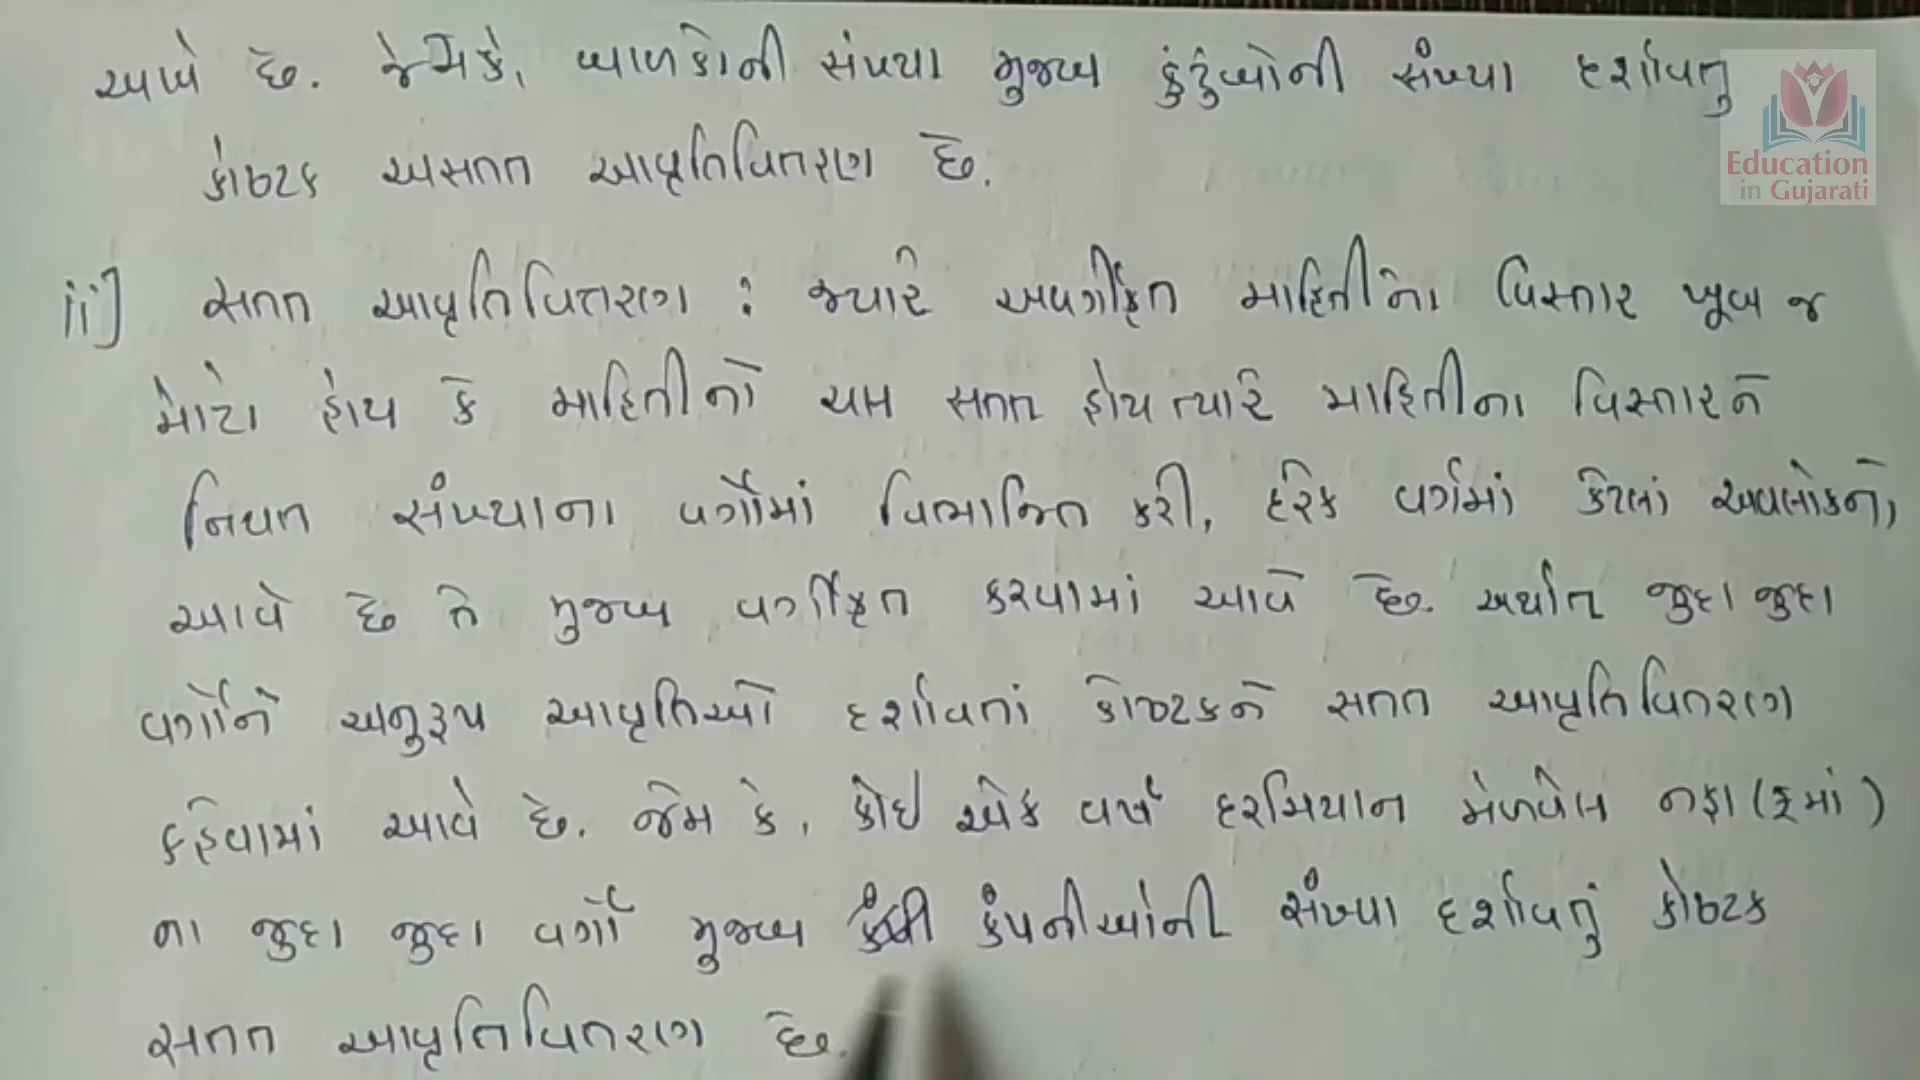 આવે છે. જેમકે, બાળકોની સંખ્યા મુજબ કુંટુંબોની સંખ્યા દર્શાવતુ
કોષ્ટક અસતત આવૃત્તિવિતરણ છે.
ii] સતત આવૃત્તિવિતરણ : જ્યારે અવર્ગીકૃત માહિતીના વિસ્તાર ખૂબ જ
મોટો હોય કે માહિતીનો ચલ સતત હોય ત્યારે માહિતીના વિસ્તારને
નિયત સંખ્યાના વર્ગોમાં વિભાજિત કરી, દરેક વર્ગમાં કેટલાં અવલોકનો
આવે છે તે મુજબ વર્ગીકૃત કરવામાં આવે છે. અર્થાત જુદા જુદા
વર્ગોને અનુરૂપ આવૃતિઓ દર્શાવતાં કોષ્ટકને સતત આવૃતિવિતરણ
કહેવામાં આવે છે. જેમ કે, કોઇ એક વર્ષ દરમિયાન મેળવેલ નફા (રૂમાં)
ના જુદા જુદા વર્ગો મુજબ કંપનીઓની સંખ્યા દર્શાવતું કોષ્ટક
સતત આવૃતિવિતરણ છે.
Education
in Gujarati